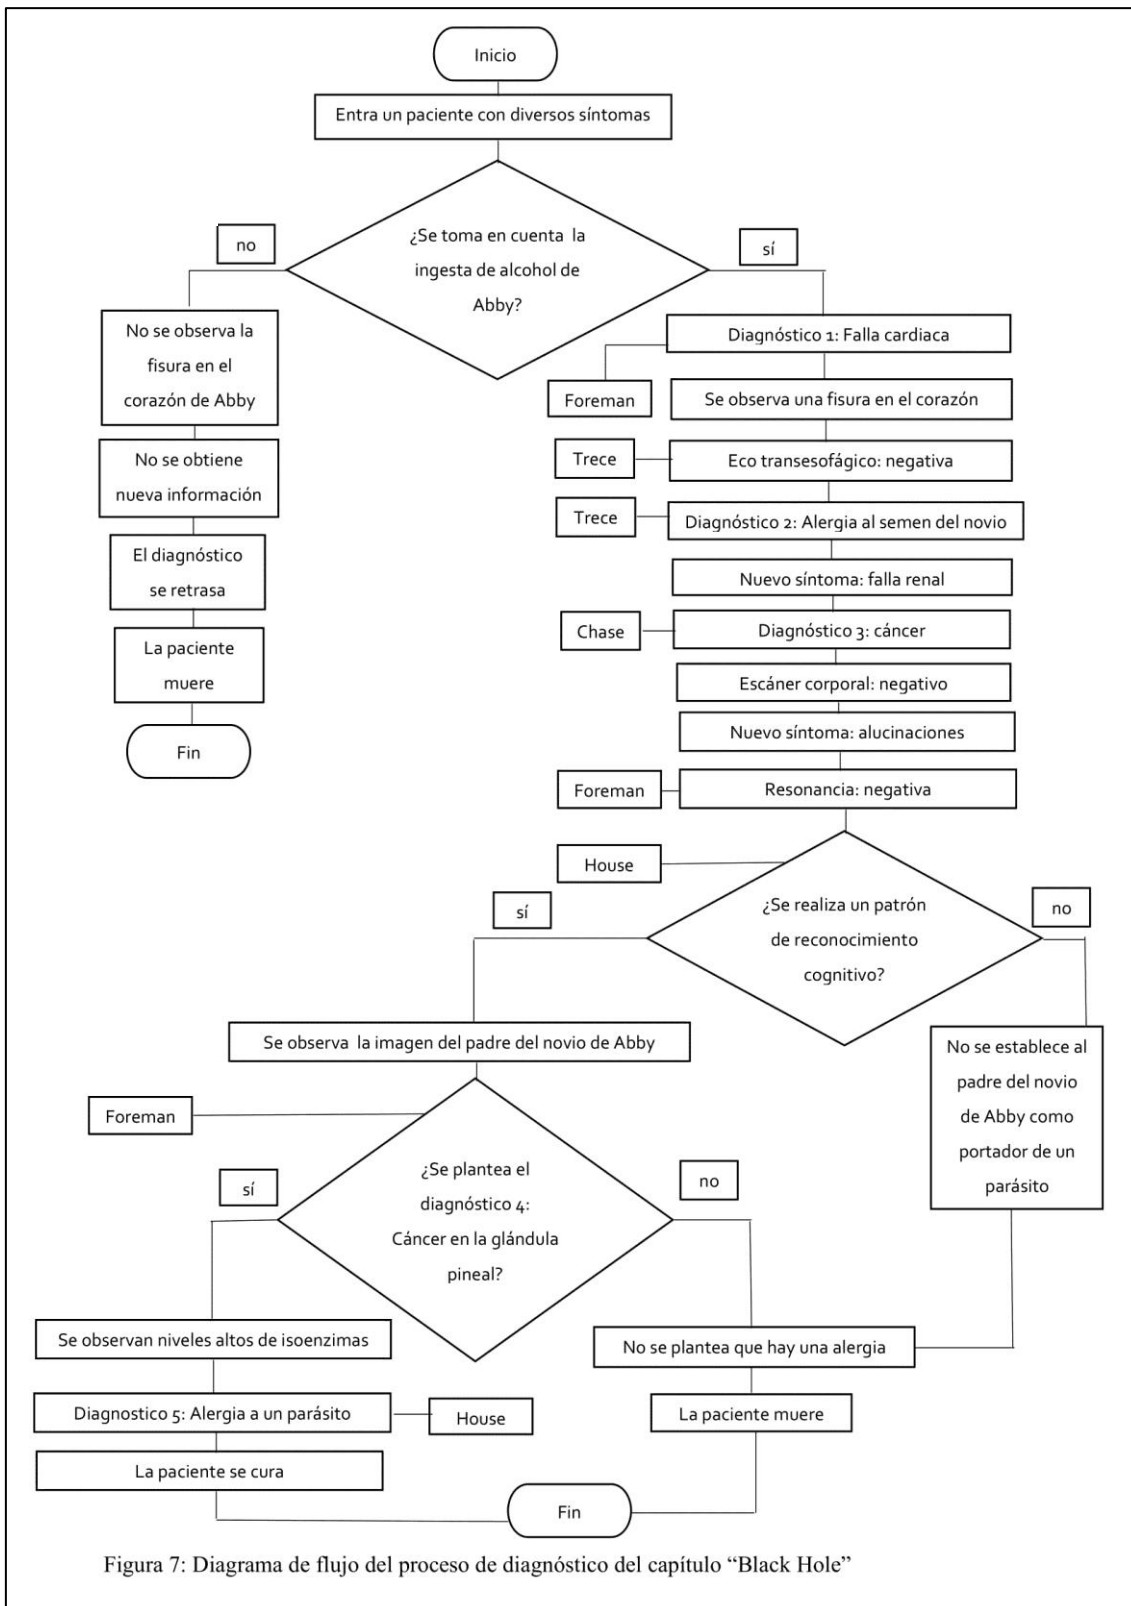 Inicio
Entra un paciente con diversos síntomas
¿Se toma en cuenta la
ingesta de alcohol de
Abby?
no
No se observa la
fisura en el
corazón de Abby
No se obtiene
nueva información
El diagnóstico
se retrasa
La paciente
muere
Fin
sí
Diagnóstico 1: Falla cardiaca
Foreman
Se observa una fisura en el corazón
Trece
Eco transesofágico: negativa
Trece
Diagnóstico 2: Alergia al semen del novio
Nuevo síntoma: falla renal
Chase
Diagnóstico 3: cáncer
Escáner corporal: negativo
Nuevo síntoma: alucinaciones
Foreman
Resonancia: negativa
House
¿Se realiza un patrón
de reconocimiento
cognitivo?
sí
no
Se observa la imagen del padre del novio de Abby
No se establece al
padre del novio
de Abby como
portador de un
parásito
Foreman
¿Se plantea el
diagnóstico 4:
Cáncer en la glándula
pineal?
sí
no
Se observan niveles altos de isoenzimas
No se plantea que hay una alergia
Diagnostico 5: Alergia a un parásito
House
La paciente muere
La paciente se cura
Fin
Figura 7: Diagrama de flujo del proceso de diagnóstico del capítulo “Black Hole”